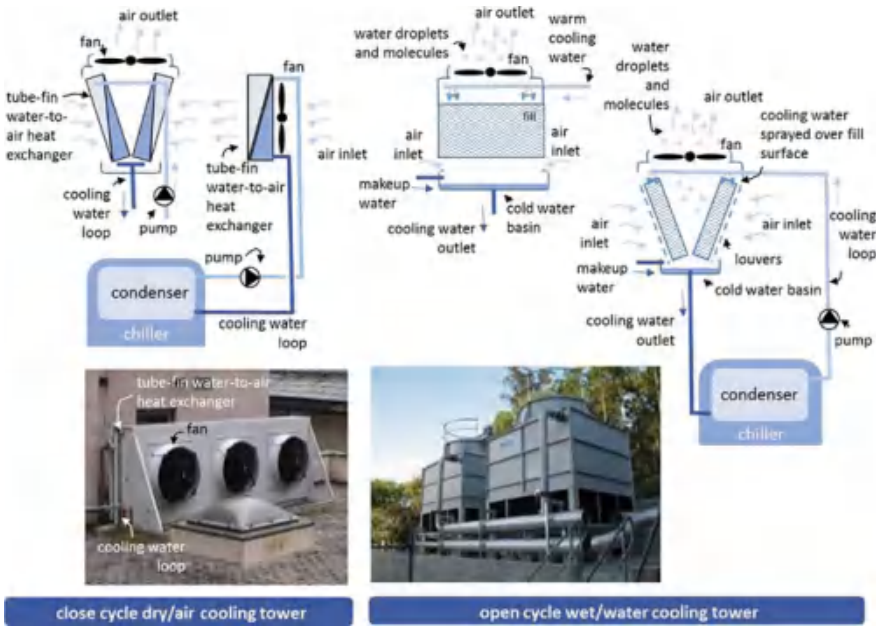 air outlet
fan
tube-fin
water-to-
air heat
exchanger
cooling
water
loop
pump
fan
air inlet
tube-fin
water-to-air
heat
exchanger
pump
condenser
chiller
cooling water
loop
water droplets
and molecules
fan
warm
cooling
water
fill
air
inlet
air
inlet
makeup
water
cold water
basin
cooling water
outlet
water
droplets
and
molecules
air outlet
fan
cooling water
sprayed over fill
surface
air
inlet
air inlet
louvers
cooling
water
loop
makeup
water
cold water basin
cooling water
outlet
pump
condenser
chiller
tube-fin water-to-air
heat exchanger
fan
cooling water
loop
close cycle dry/air cooling tower
open cycle wet/water cooling tower